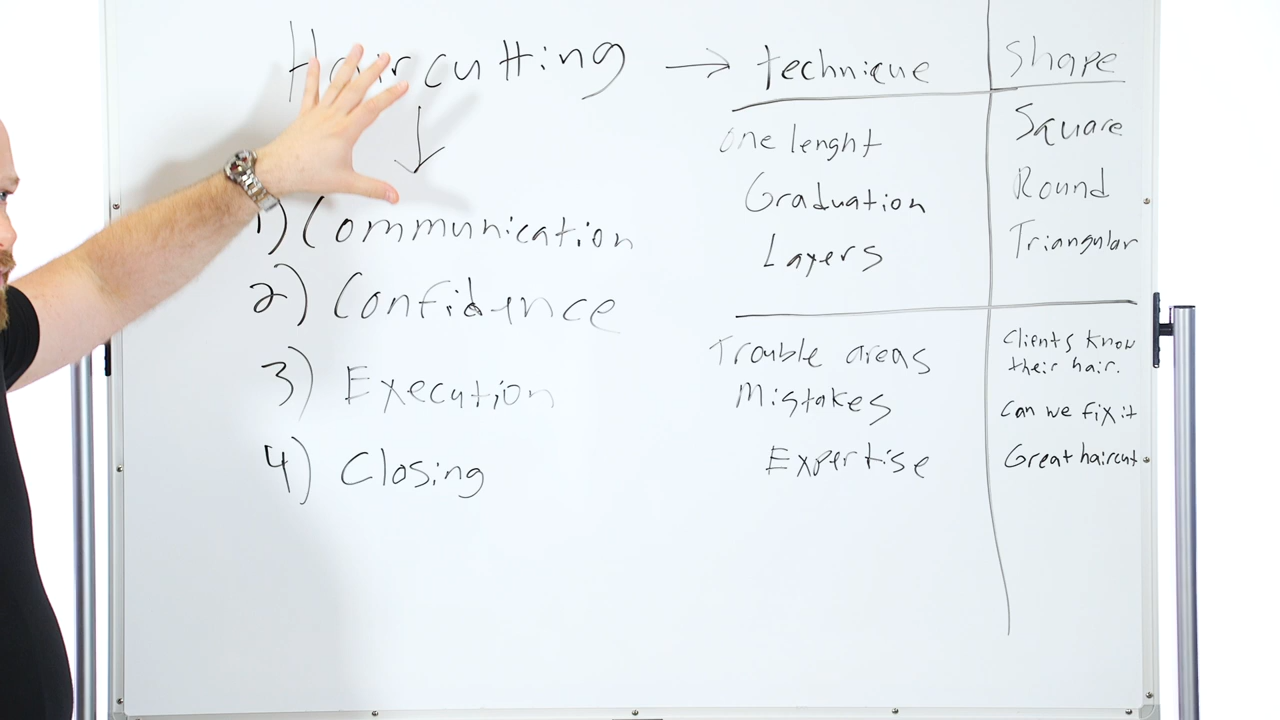 Haircutting → technique
1) Communication
2) Confidence
3) Execution
4) Closing
Shape
One lenght
Square
Graduation
Round
Layers
Triangular
Trouble areas
Clients know
their hair.
Mistakes
Can we fix it
Expertise
Great haircut